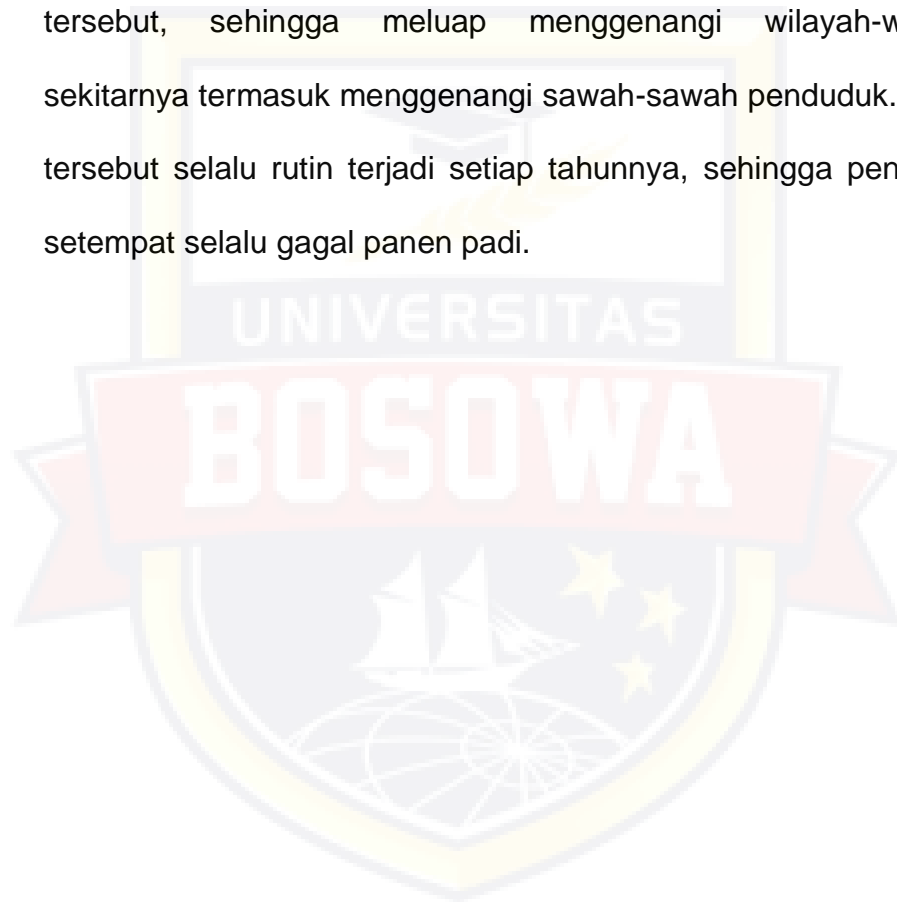 tersebut, sehingga meluap menggenangi wilayah-w
sekitarnya termasuk menggenangi sawah-sawah penduduk.
tersebut selalu rutin terjadi setiap tahunnya, sehingga pen
setempat selalu gagal panen padi.
UNIVERSITAS
BOSOWA